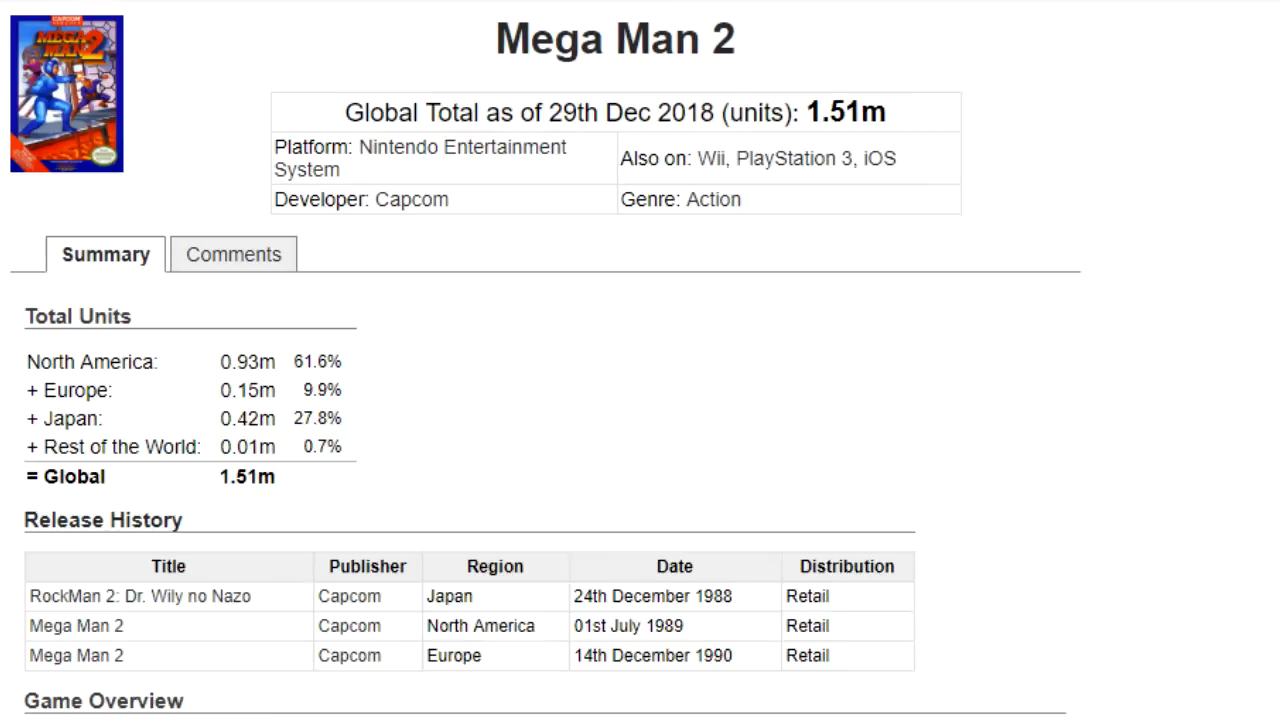 CAPCOM
MEGA
MAN 2
Mega Man 2
Global Total as of 29th Dec 2018 (units): 1.51m
Platform: Nintendo Entertainment
System
Also on: Wii, PlayStation 3, iOS
Developer: Capcom
Genre: Action
Summary
Comments
Total Units
North America: 0.93m 61.6%
+ Europe: 0.15m 9.9%
+ Japan: 0.42m 27.8%
+ Rest of the World: 0.01m 0.7%
= Global 1.51m
Release History
Title Publisher Region Date Distribution
RockMan 2: Dr. Wily no Nazo Capcom Japan 24th December 1988 Retail
Mega Man 2 Capcom North America 01st July 1989 Retail
Mega Man 2 Capcom Europe 14th December 1990 Retail
Game Overview